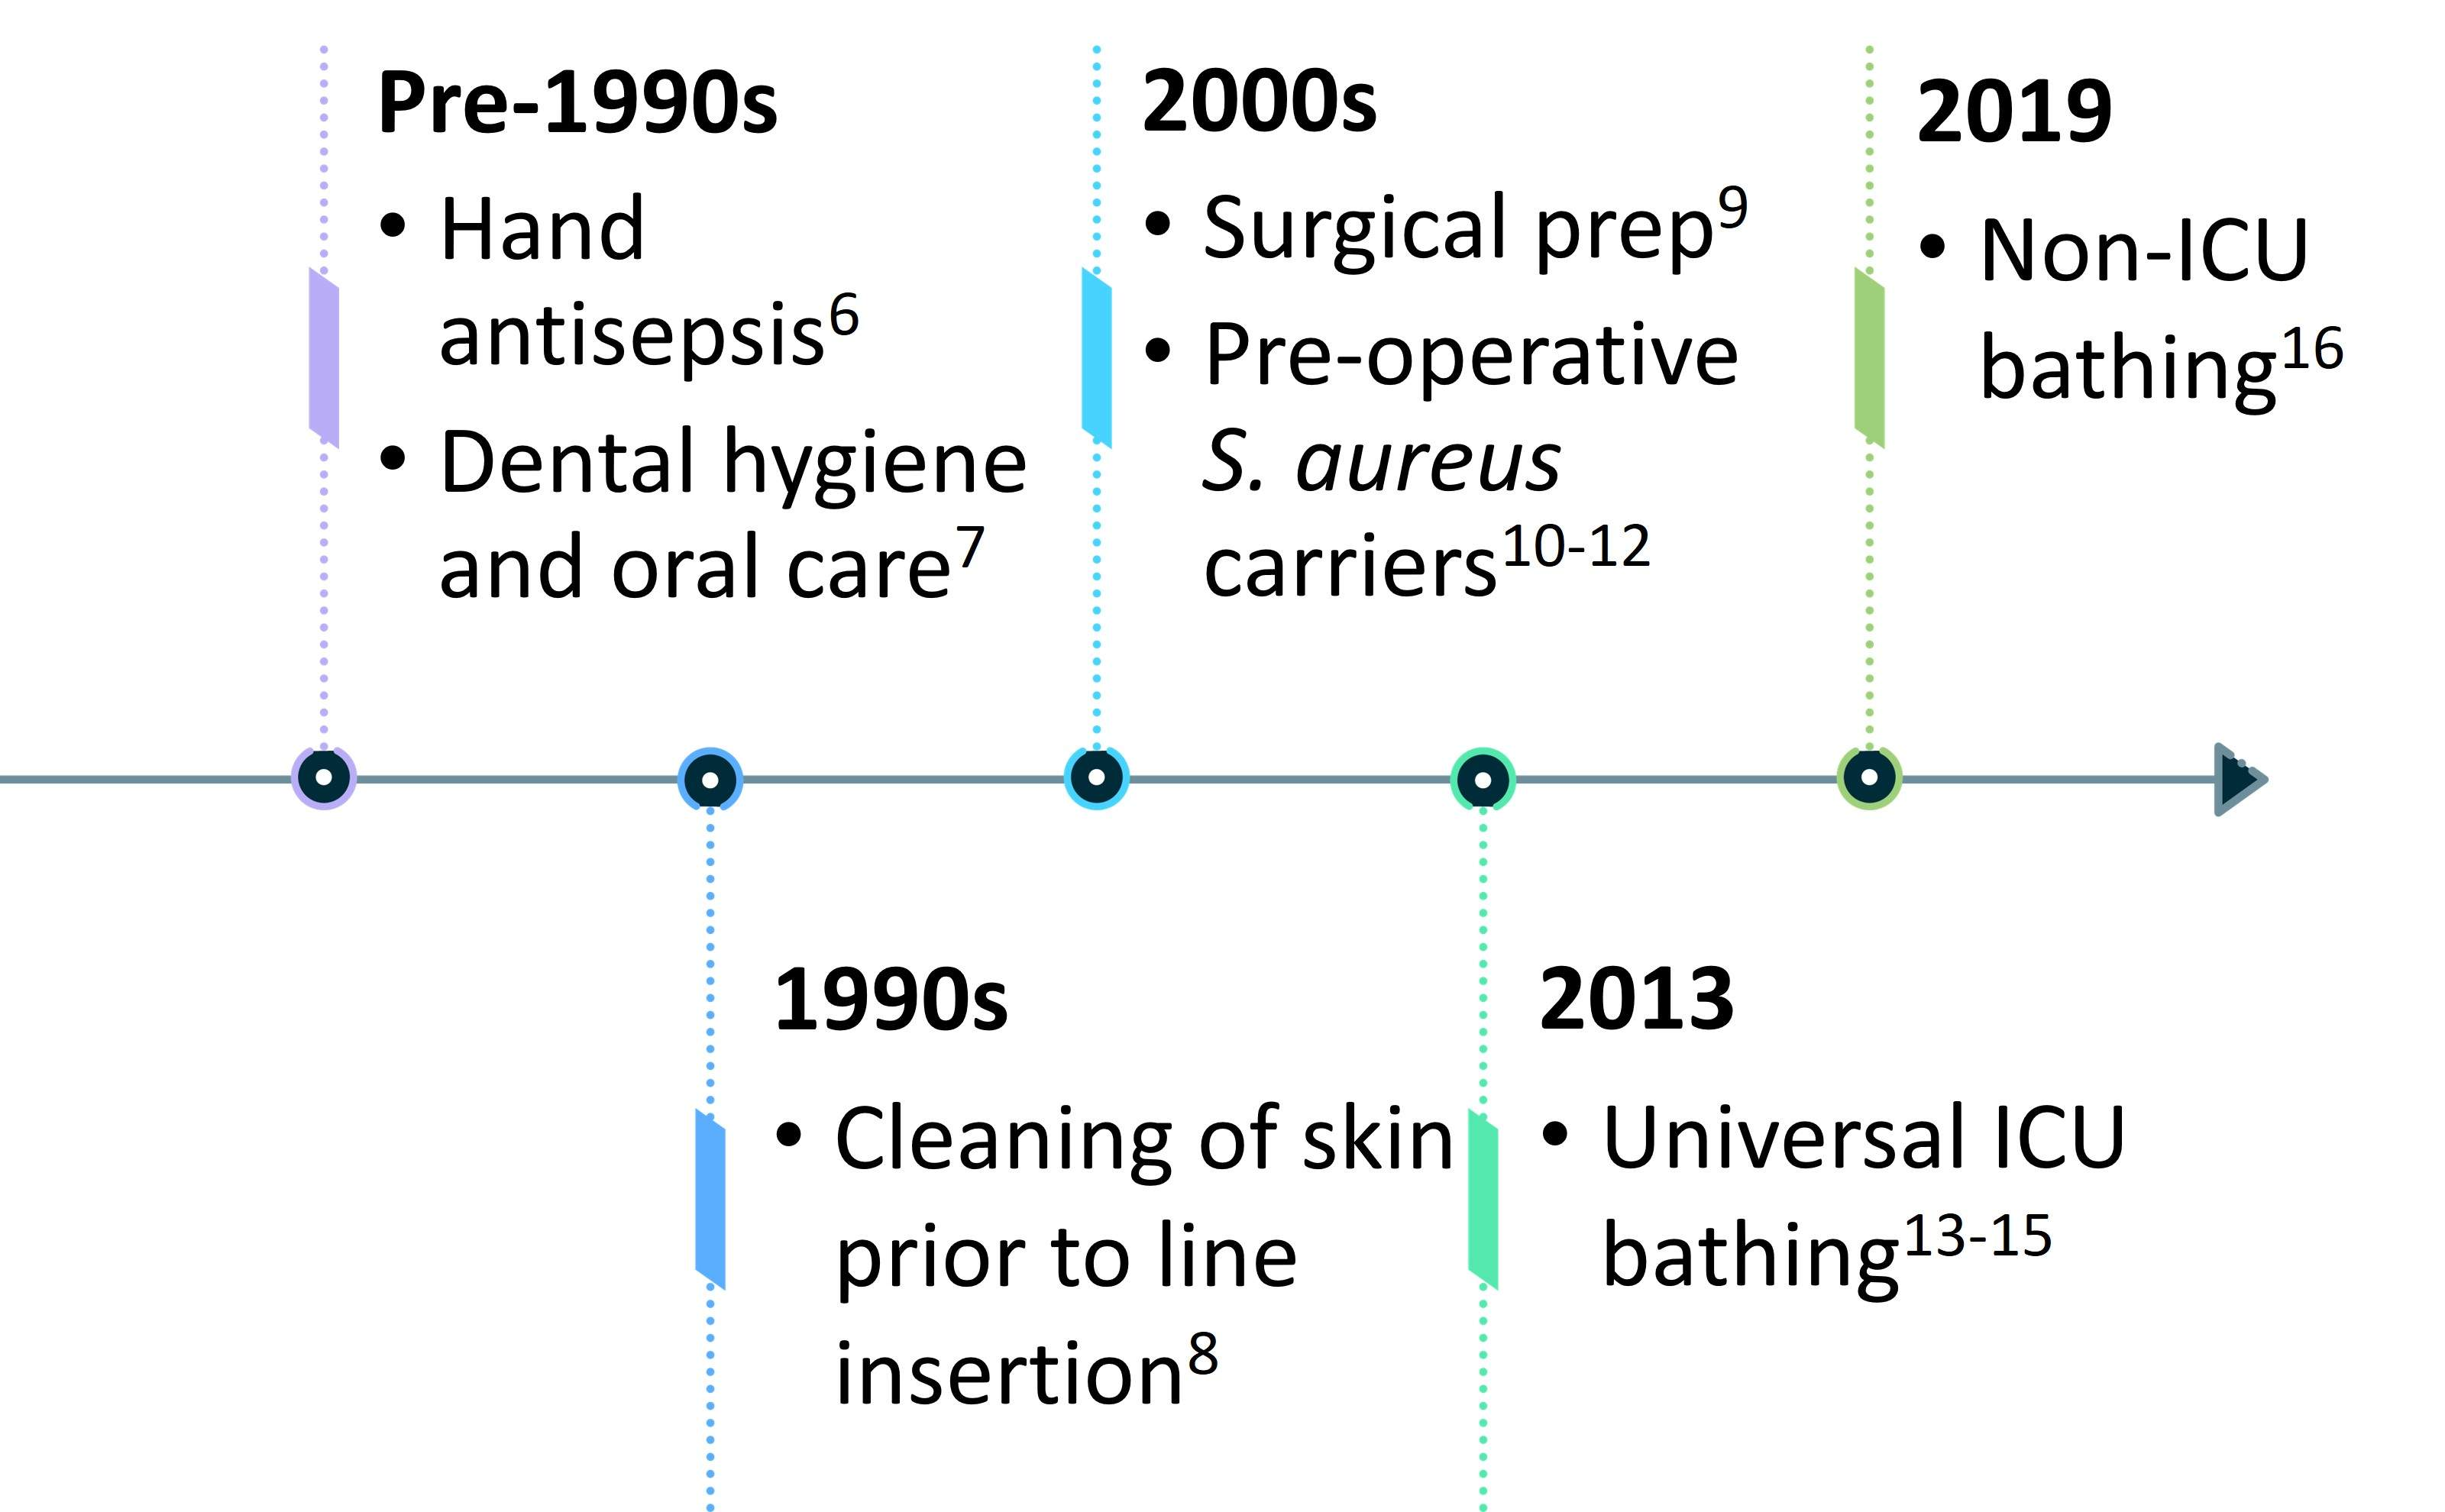 Pre-1990s
• Hand
antisepsis⁶
• Dental hygiene
and oral care⁷
2000s
• Surgical prep⁹
• Pre-operative
S. aureus
carriers¹⁰⁻¹²
2019
• Non-ICU
bathing¹⁶
1990s
• Cleaning of skin
prior to line
insertion⁸
2013
• Universal ICU
bathing¹³⁻¹⁵